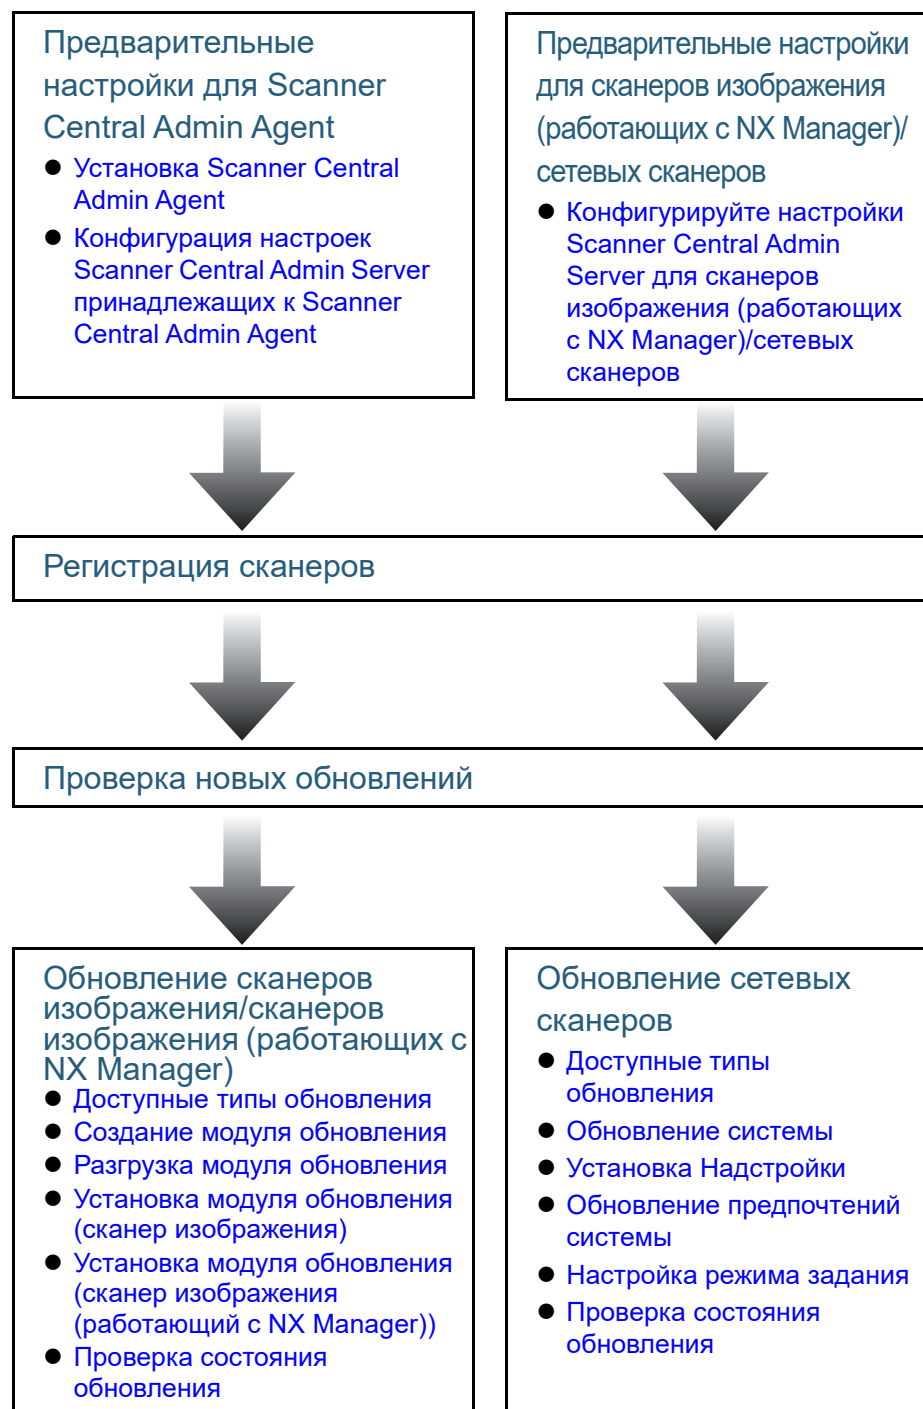 Предварительные
настройки для Scanner
Central Admin Agent
● Установка Scanner Central
Admin Agent
● Конфигурация настроек
Scanner Central Admin Server
принадлежащих к Scanner
Central Admin Agent
Предварительные настройки
для сканеров изображения
(работающих с NX Manager)/
сетевых сканеров
● Конфигурируйте настройки
Scanner Central Admin
Server для сканеров
изображения (работающих
с NX Manager)/сетевых
сканеров
Регистрация сканеров
Проверка новых обновлений
Обновление сканеров
изображения/сканеров
изображения (работающих с
NX Manager)
● Доступные типы обновления
● Создание модуля обновления
● Разгрузка модуля обновления
● Установка модуля обновления
(сканер изображения)
● Установка модуля обновления
(сканер изображения
(работающий с NX Manager))
● Проверка состояния
обновления
Обновление сетевых
сканеров
● Доступные типы
обновления
● Обновление системы
● Установка Надстройки
● Обновление предпочтений
системы
● Настройка режима задания
● Проверка состояния
обновления